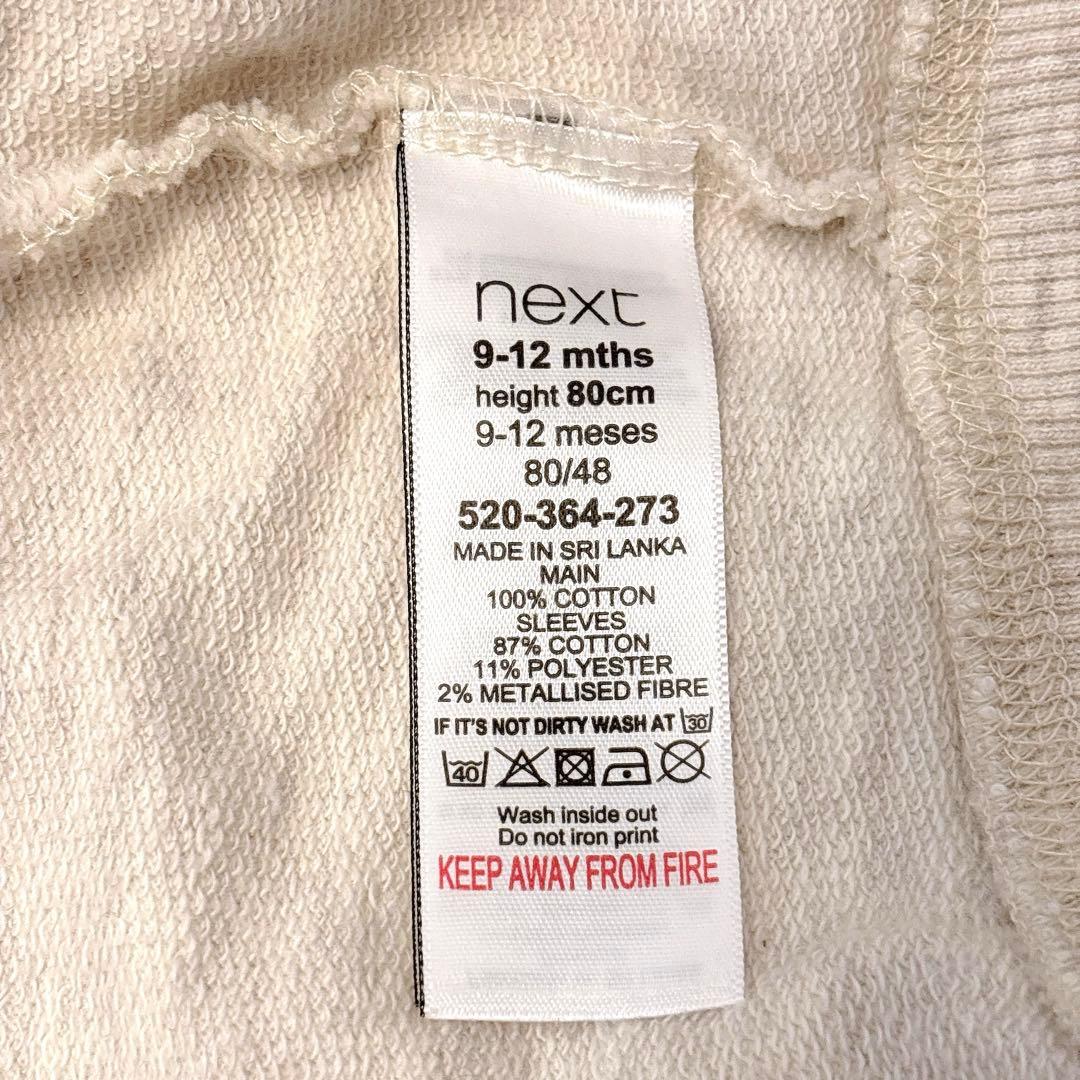 next
9-12 mths
height 80cm
9-12 meses
80/48
520-364-273
MADE IN SRI LANKA
MAIN
100% COTTON
SLEEVES
87% COTTON
11% POLYESTER
2% METALLISED FIBRE
IF IT'S NOT DIRTY WASH AT 30
40
Wash inside out
Do not iron print
KEEP AWAY FROM FIRE